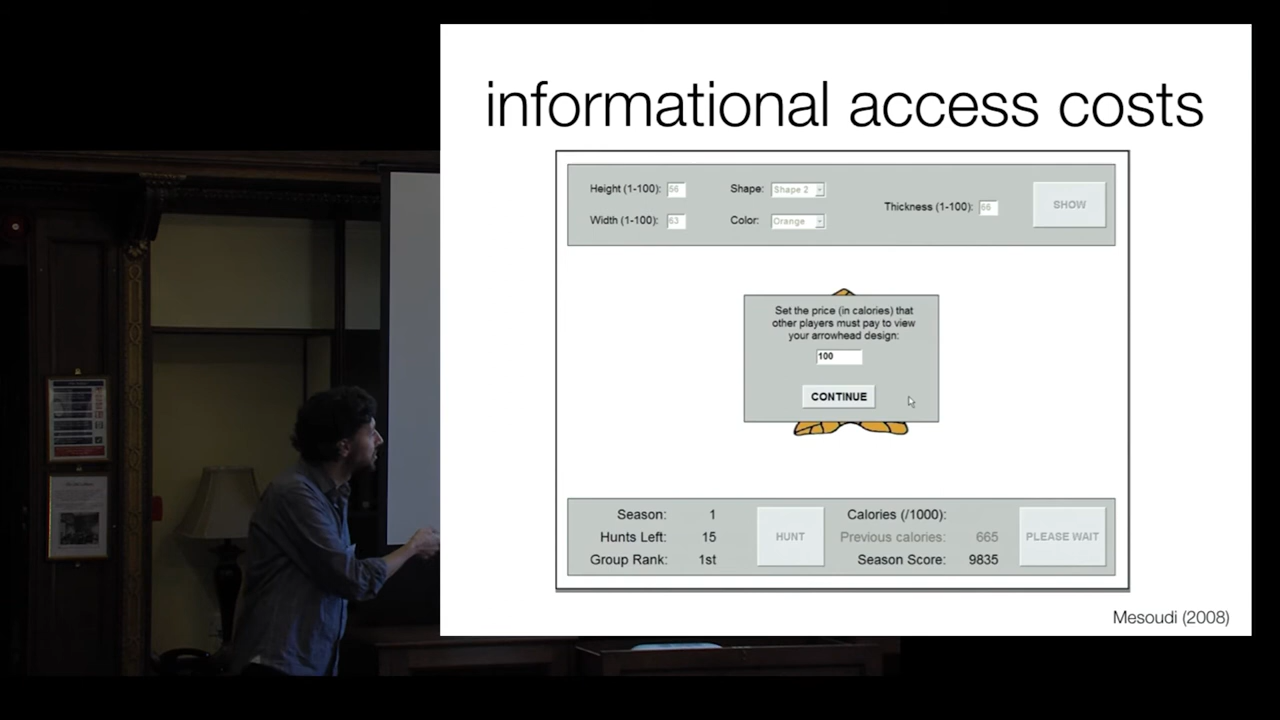 informational access costs
Height (1-100): 56
Shape: Shape 2
Thickness (1-100): 66
SHOW
Width (1-100): 63
Color: Orange
Set the price (in calories) that
other players must pay to view
your arrowhead design:
100
CONTINUE
Season: 1
Hunts Left: 15
Group Rank: 1st
HUNT
Calories (/1000):
Previous calories: 665
Season Score: 9835
PLEASE WAIT
Mesoudi (2008)